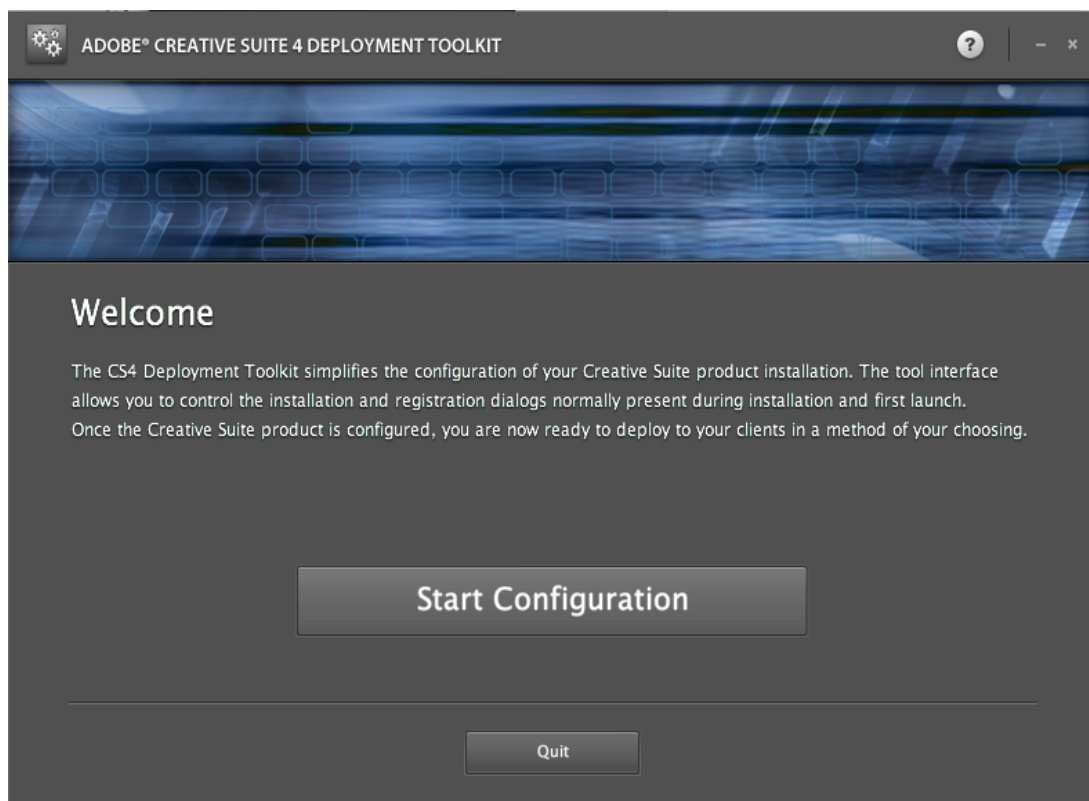 ADOBE® CREATIVE SUITE 4 DEPLOYMENT TOOLKIT
?
Welcome
The CS4 Deployment Toolkit simplifies the configuration of your Creative Suite product installation. The tool interface
allows you to control the installation and registration dialogs normally present during installation and first launch.
Once the Creative Suite product is configured, you are now ready to deploy to your clients in a method of your choosing.
Start Configuration
Quit